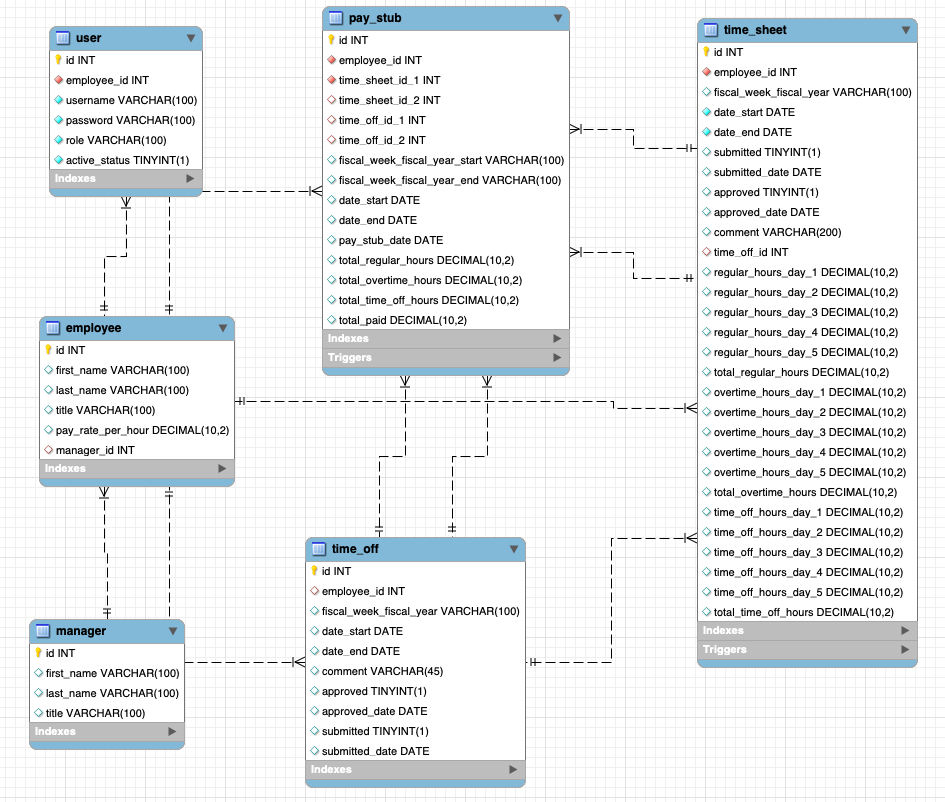 user
id INT
employee_id INT
username VARCHAR(100)
password VARCHAR(100)
role VARCHAR(100)
active_status TINYINT(1)
Indexes
pay_stub
id INT
employee_id INT
time_sheet_id_1 INT
time_sheet_id_2 INT
time_off_id_1 INT
time_off_id_2 INT
fiscal_week_fiscal_year_start VARCHAR(100)
fiscal_week_fiscal_year_end VARCHAR(100)
date_start DATE
date_end DATE
pay_stub_date DATE
total_regular_hours DECIMAL(10,2)
total_overtime_hours DECIMAL(10,2)
total_time_off_hours DECIMAL(10,2)
total_paid DECIMAL(10,2)
Indexes
Triggers
time_sheet
id INT
employee_id INT
fiscal_week_fiscal_year VARCHAR(100)
date_start DATE
date_end DATE
submitted TINYINT(1)
submitted_date DATE
approved TINYINT(1)
approved_date DATE
comment VARCHAR(200)
time_off_id INT
regular_hours_day_1 DECIMAL(10,2)
regular_hours_day_2 DECIMAL(10,2)
regular_hours_day_3 DECIMAL(10,2)
regular_hours_day_4 DECIMAL(10,2)
regular_hours_day_5 DECIMAL(10,2)
total_regular_hours DECIMAL(10,2)
overtime_hours_day_1 DECIMAL(10,2)
overtime_hours_day_2 DECIMAL(10,2)
overtime_hours_day_3 DECIMAL(10,2)
overtime_hours_day_4 DECIMAL(10,2)
overtime_hours_day_5 DECIMAL(10,2)
total_overtime_hours DECIMAL(10,2)
time_off_hours_day_1 DECIMAL(10,2)
time_off_hours_day_2 DECIMAL(10,2)
time_off_hours_day_3 DECIMAL(10,2)
time_off_hours_day_4 DECIMAL(10,2)
time_off_hours_day_5 DECIMAL(10,2)
total_time_off_hours DECIMAL(10,2)
Indexes
Triggers
employee
id INT
first_name VARCHAR(100)
last_name VARCHAR(100)
title VARCHAR(100)
pay_rate_per_hour DECIMAL(10,2)
manager_id INT
Indexes
time_off
id INT
employee_id INT
fiscal_week_fiscal_year VARCHAR(100)
date_start DATE
date_end DATE
comment VARCHAR(45)
approved TINYINT(1)
approved_date DATE
submitted TINYINT(1)
submitted_date DATE
Indexes
manager
id INT
first_name VARCHAR(100)
last_name VARCHAR(100)
title VARCHAR(100)
Indexes